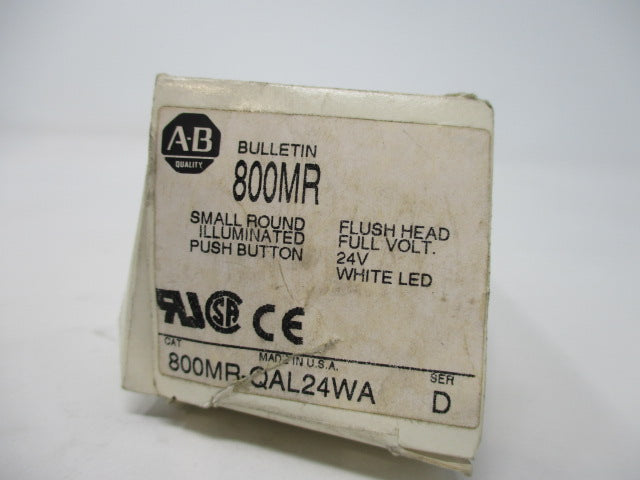 A-B
QUALITY
BULLETIN
800MR
SMALL ROUND
ILLUMINATED
PUSH BUTTON
FLUSH HEAD
FULL VOLT.
24V
WHITE LED
SA
CE
MADE IN U.S.A.
CAT
800MR-QAL24WA
SER
D